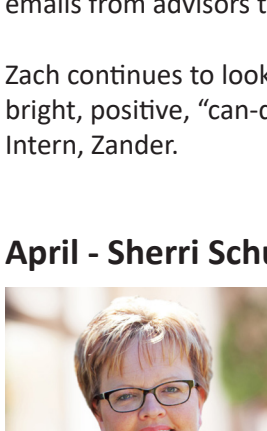 emails from advisors t
Zach continues to look
bright, positive, “can-d
Intern, Zander.
April - Sherri Schu